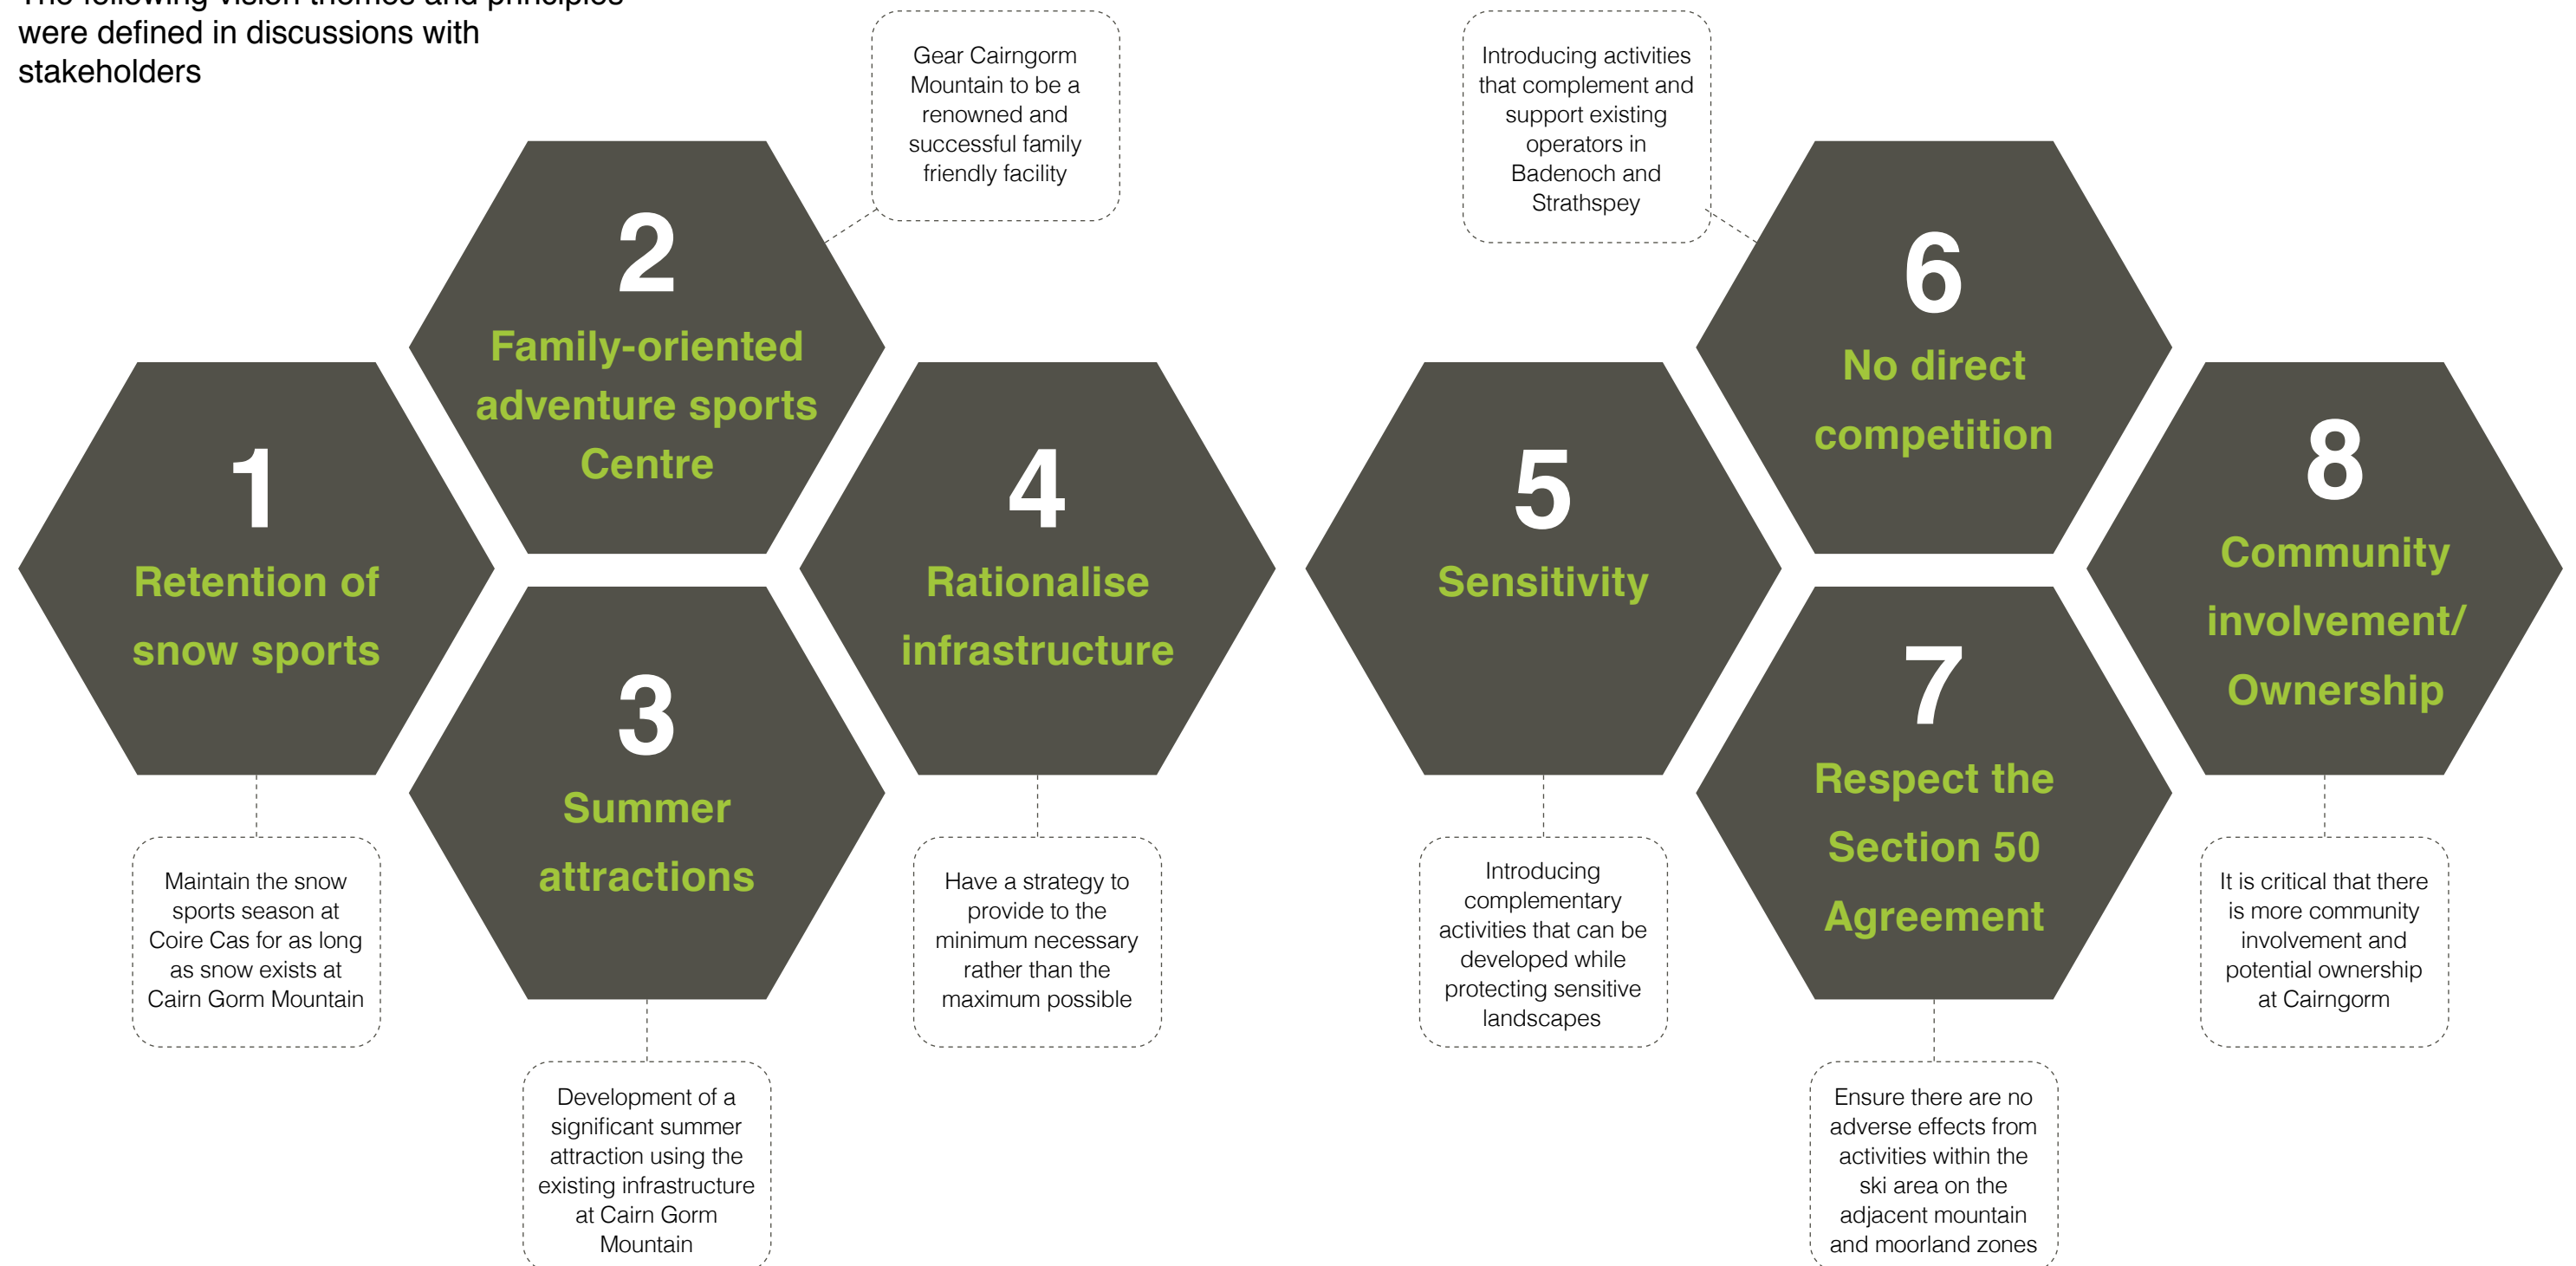 The following vision themes and principles
were defined in discussions with
stakeholders
1
Retention of
snow sports
Maintain the snow
sports season at
Coire Cas for as long
as snow exists at
Cairn Gorm Mountain
2
Family-oriented
adventure sports
Centre
Gear Cairngorm
Mountain to be a
renowned and
successful family
friendly facility
3
Summer
attractions
Development of a
significant summer
attraction using the
existing infrastructure
at Cairn Gorm
Mountain
4
Rationalise
infrastructure
Have a strategy to
provide to the
minimum necessary
rather than the
maximum possible
5
Sensitivity
Introducing
complementary
activities that can be
developed while
protecting sensitive
landscapes
6
No direct
competition
Introducing activities
that complement and
support existing
operators in
Badenoch and
Strathspey
7
Respect the
Section 50
Agreement
Ensure there are no
adverse effects from
activities within the
ski area on the
adjacent mountain
and moorland zones
8
Community
involvement/
Ownership
It is critical that there
is more community
involvement and
potential ownership
at Cairngorm